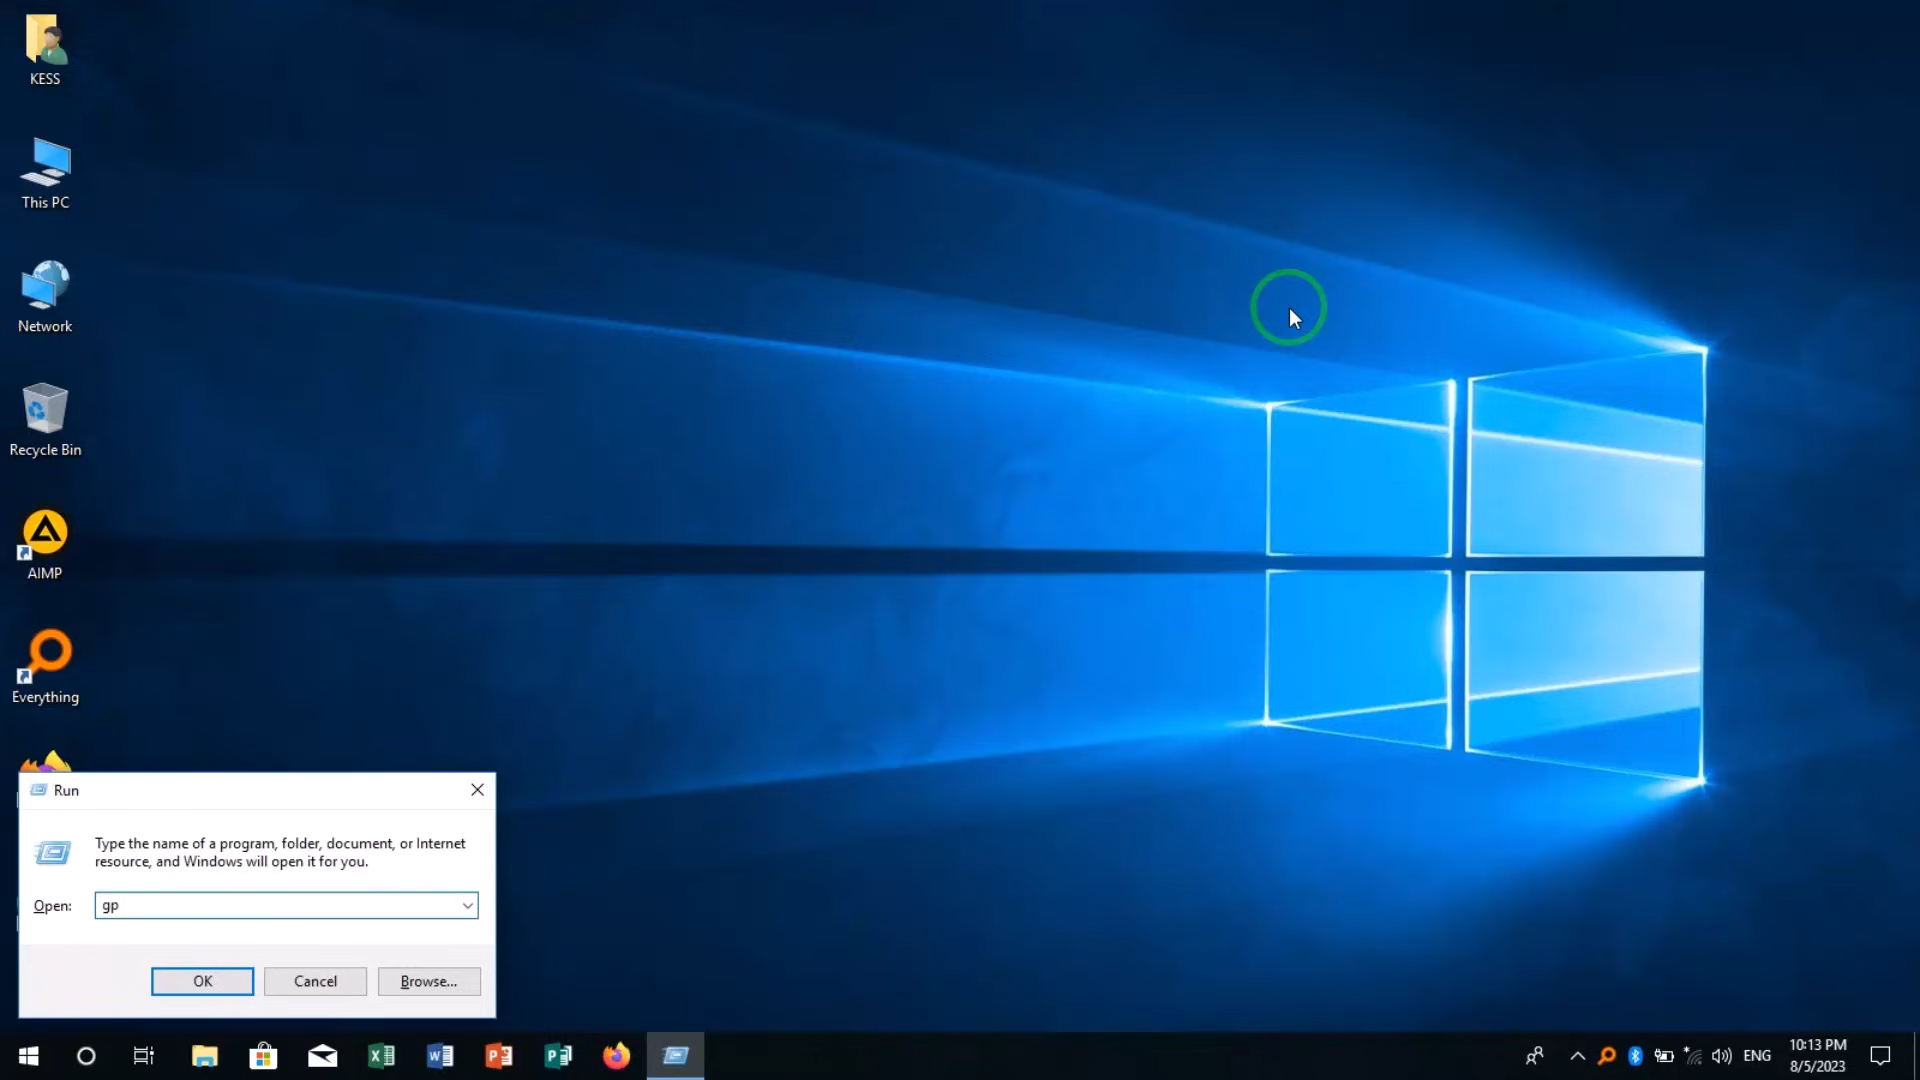 KESS
This PC
Network
Recycle Bin
AIMP
Everything
Run
Type the name of a program, folder, document, or Internet
resource, and Windows will open it for you.
Open:
gp
OK
Cancel
Browse...
ENG
10:13 PM
8/5/2023